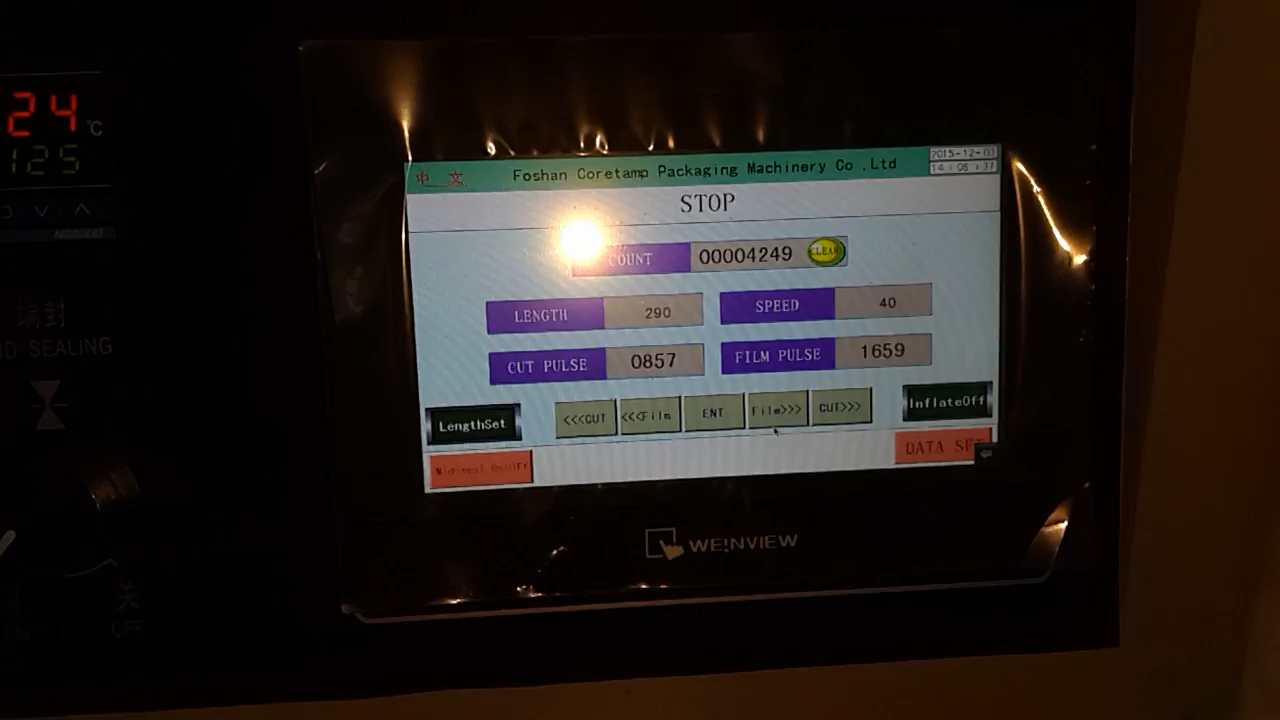 24 ℃
125
中 文
Foshan Coretamp Packaging Machinery Co .Ltd
2015-12-03
14 : 06 : 37
STOP
COUNT 00004249 CLEAR
LENGTH 290 SPEED 40
CUT PULSE 0857 FILM PULSE 1659
端封
SEALING
LengthSet <<<CUT <<<Film ENT Film>>> CUT>>> InflateOff
DATA SET
WEINVIEW
关
OFF